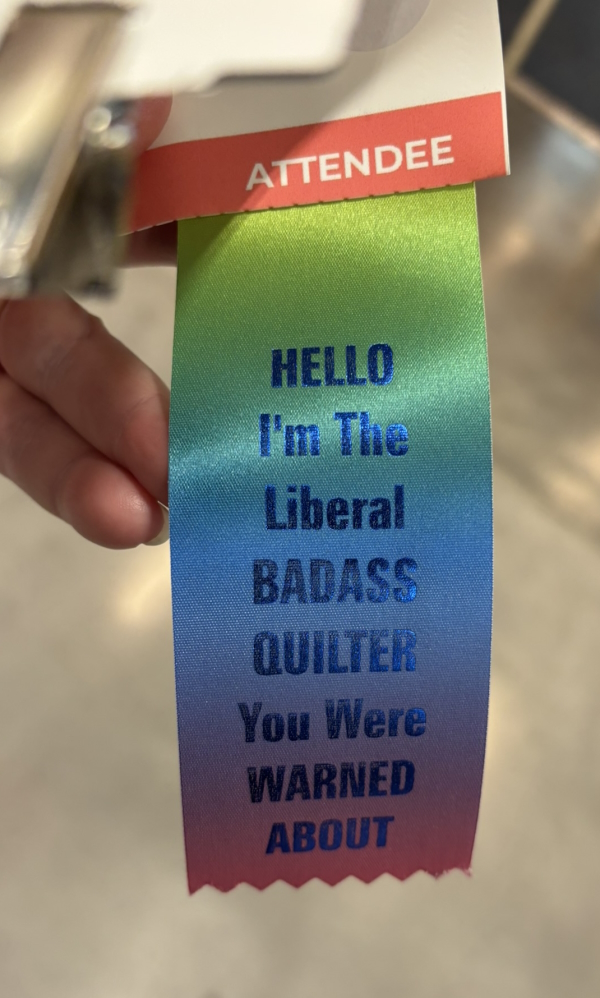 ATTENDEE
HELLO
I'm The
Liberal
BADASS
QUILTER
You Were
WARNED
ABOUT